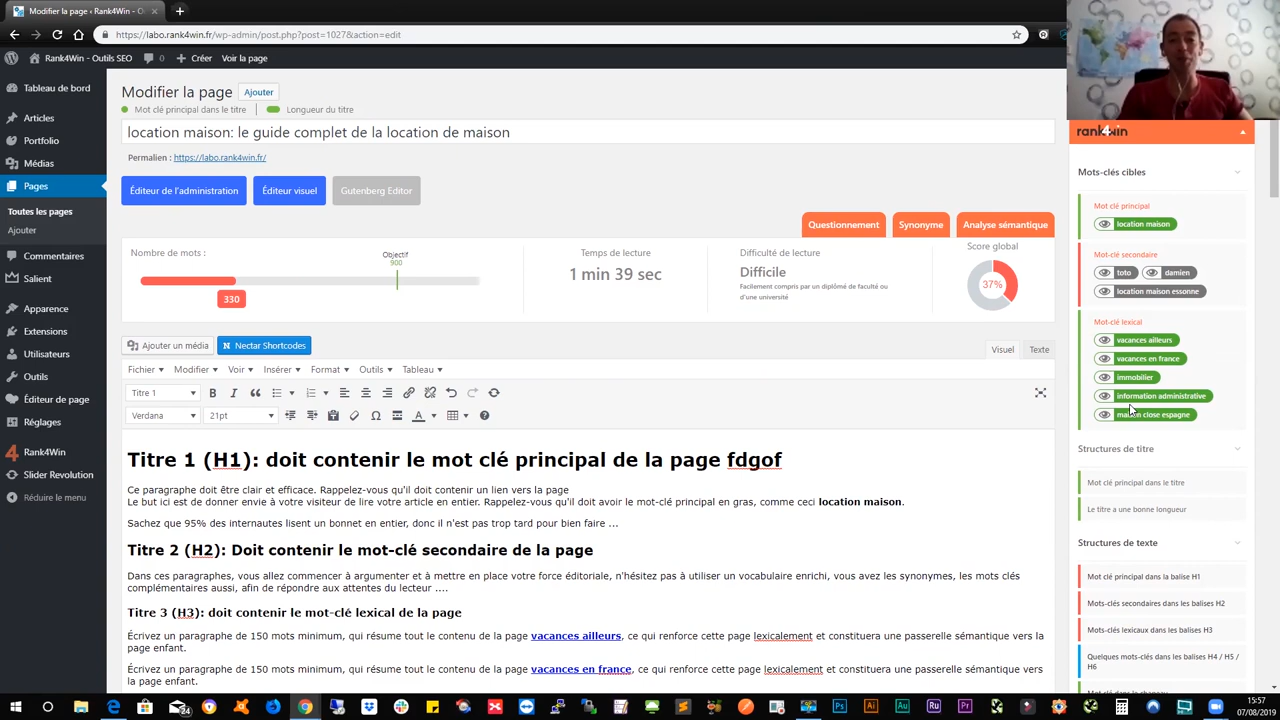 Modifier la page ‹ Rank4Win - O
https://labo.rank4win.fr/wp-admin/post.php?post=1027&action=edit
Rank4Win - Outils SEO
0
Créer
Voir la page
Tableau de bord
Articles
Portfolio
Médias
Pages
Toutes les pages
Ajouter
Commentaires
Salient
Apparence
Extensions
Utilisateurs
Outils
Éditeur de page
Réglages
Rank4Win
Slider Revolution
Réduire le menu
Modifier la page
Ajouter
Mot clé principal dans le titre
Longueur du titre
location maison: le guide complet de la location de maison
Permalien : https://labo.rank4win.fr/
Éditeur de l'administration
Éditeur visuel
Gutenberg Editor
Questionnement
Synonyme
Analyse sémantique
Nombre de mots :
Objectif
900
330
Temps de lecture
1 min 39 sec
Difficulté de lecture
Difficile
Facilement compris par un diplômé de faculté ou
d'une université
Score global
37%
Ajouter un média
N Nectar Shortcodes
Visuel
Texte
Fichier
Modifier
Voir
Insérer
Format
Outils
Tableau
Titre 1
Verdana
21pt
Titre 1 (H1): doit contenir le mot clé principal de la page fdgof
Ce paragraphe doit être clair et efficace. Rappelez-vous qu'il doit contenir un lien vers la page
Le but ici est de donner envie à votre visiteur de lire votre article en entier. Rappelez-vous qu'il doit avoir le mot-clé principal en gras, comme ceci location maison.
Sachez que 95% des internautes lisent un bonnet en entier, donc il n'est pas trop tard pour bien faire ...
Titre 2 (H2): Doit contenir le mot-clé secondaire de la page
Dans ces paragraphes, vous allez commencer à argumenter et à mettre en place votre force éditoriale, n'hésitez pas à utiliser un vocabulaire enrichi, vous avez les synonymes, les mots clés
complémentaires aussi, afin de répondre aux attentes du lecteur ....
Titre 3 (H3): doit contenir le mot-clé lexical de la page
Écrivez un paragraphe de 150 mots minimum, qui résume tout le contenu de la page vacances ailleurs, ce qui renforce cette page lexicalement et constituera une passerelle sémantique vers la
page enfant.
Écrivez un paragraphe de 150 mots minimum, qui résume tout le contenu de la page vacances en france, ce qui renforce cette page lexicalement et constituera une passerelle sémantique vers
la page enfant.
rank4win
Mots-clés cibles
Mot clé principal
location maison
Mot-clé secondaire
toto
damien
location maison essonne
Mot-clé lexical
vacances ailleurs
vacances en france
immobilier
information administrative
maison close espagne
Structures de titre
Mot clé principal dans le titre
Le titre a une bonne longueur
Structures de texte
Mot clé principal dans la balise H1
Mots-clés secondaires dans les balises H2
Mots-clés lexicaux dans les balises H3
Quelques mots-clés dans les balises H4 / H5 /
H6
Mot clé dans le chapeau
24
Ps
Ai
Au
Ru
Pr
15:57
07/08/2019